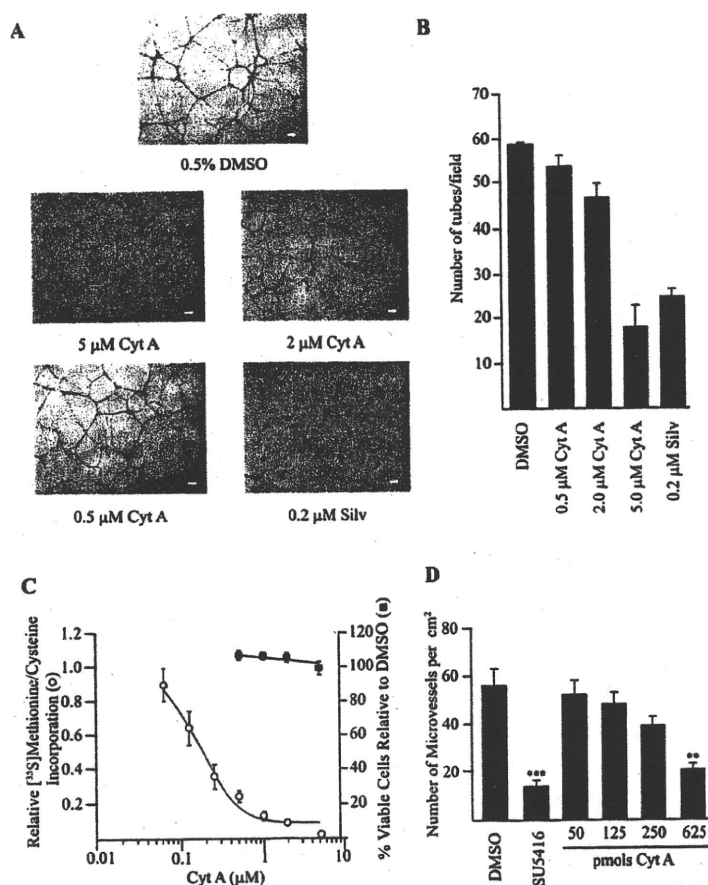 A
0.5% DMSO
5 μM Cyt A
2 μM Cyt A
0.5 μM Cyt A
0.2 μM Silv
B
Number of tubes/field
70
60
50
40
30
20
10
DMSO
0.5 μM Cyt A
2.0 μM Cyt A
5.0 μM Cyt A
0.2 μM Silv
C
Relative [³⁵S]Methionine/Cysteine
Incorporation (o)
1.2
1.0
0.8
0.6
0.4
0.2
0.01
0.1
1
10
Cyt A (μM)
120
100
80
60
40
20
% Viable Cells Relative to DMSO (■)
D
Number of Microvessels per cm²
80
60
40
20
***
**
DMSO
SU5416
50
125
250
625
pmols Cyt A